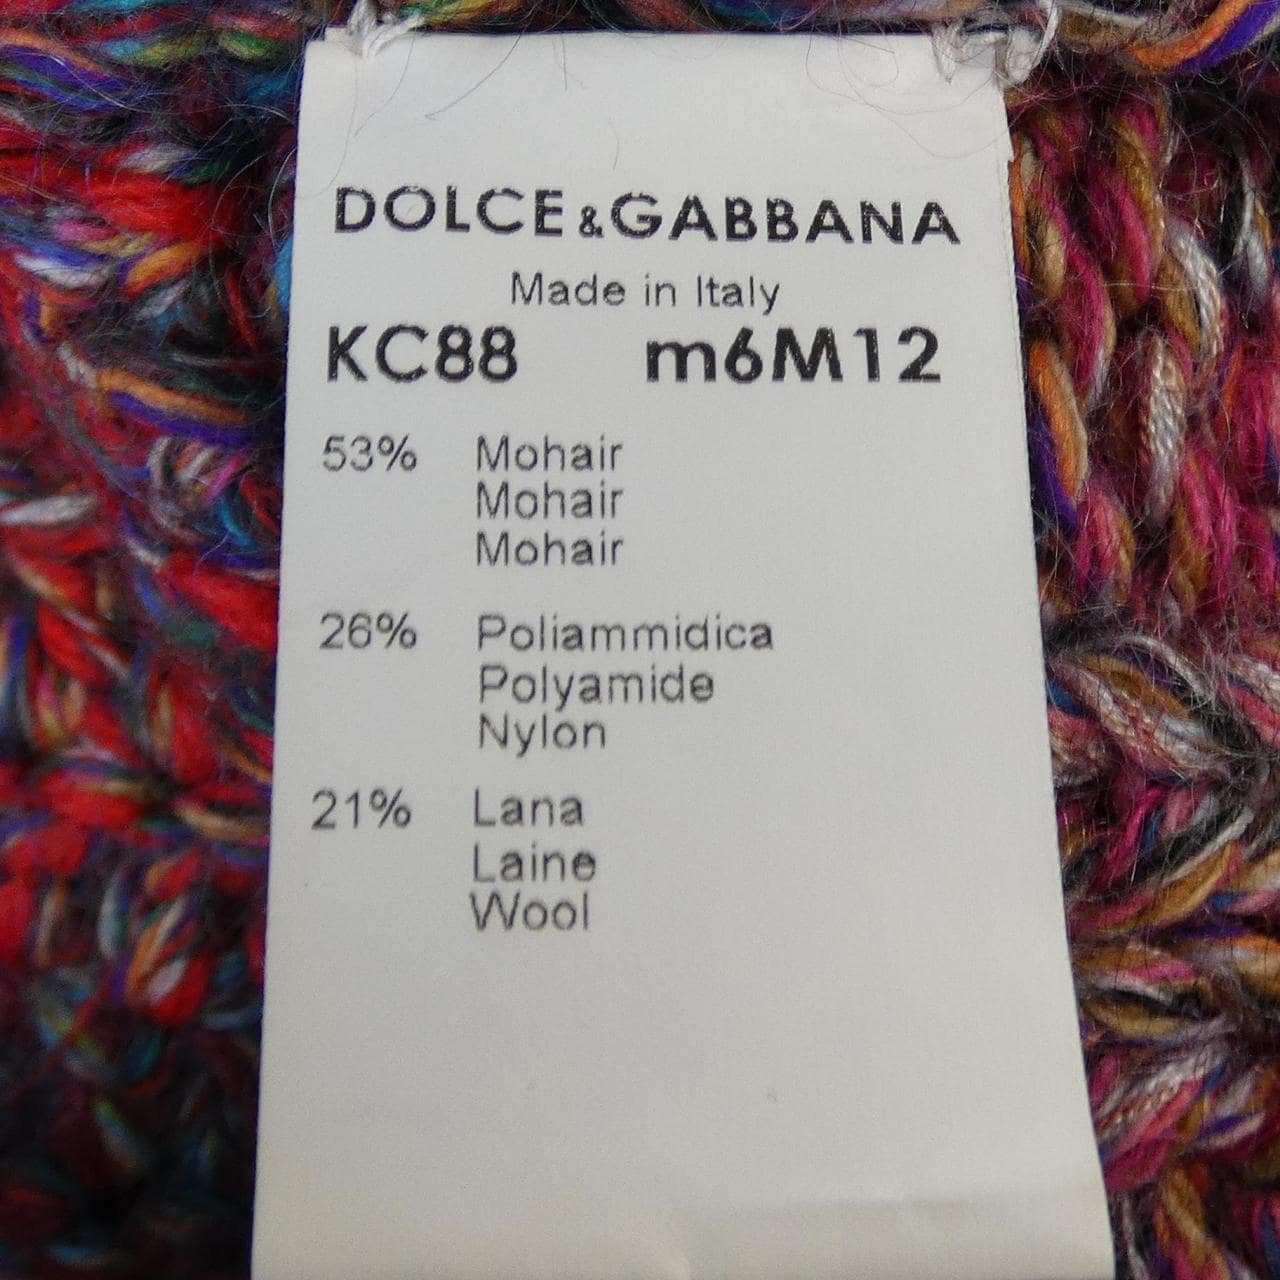 DOLCE & GABBANA
Made in Italy
KC88 m6M12
53% Mohair
Mohair
Mohair
26% Poliammidica
Polyamide
Nylon
21% Lana
Laine
Wool